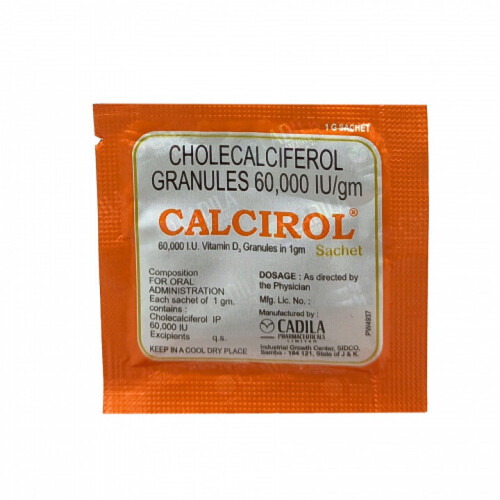 1 G SACHET
CHOLECALCIFEROL
GRANULES 60,000 IU/gm
CALCIROL®
60,000 I.U. Vitamin D₃ Granules in 1gm
Sachet
Composition
FOR ORAL
ADMINISTRATION
Each sachet of 1 gm.
contains :
Cholecalciferol IP
60,000 IU
Excipients q.s.
KEEP IN A COOL DRY PLACE
DOSAGE : As directed by
the Physician
Mfg. Lic. No. :
Manufactured by :
CADILA
PHARMACEUTICALS
LIMITED
Industrial Growth Center, SIDCO,
Samba - 184 121, State of J & K.
PW4937